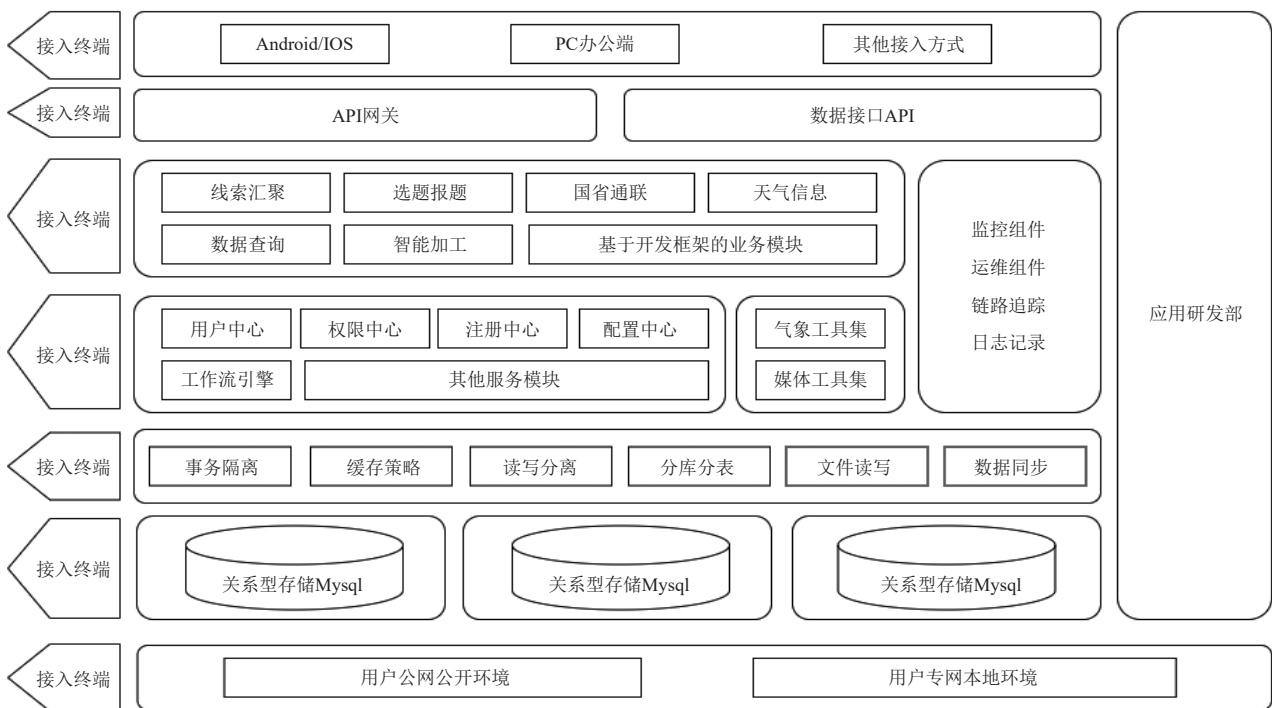 接入终端
Android/IOS
PC办公端
其他接入方式
接入终端
API网关
数据接口API
接入终端
线索汇聚
选题报题
国省通联
天气信息
数据查询
智能加工
基于开发框架的业务模块
监控组件
运维组件
链路追踪
日志记录
应用研发部
接入终端
用户中心
权限中心
注册中心
配置中心
工作流引擎
其他服务模块
气象工具集
媒体工具集
接入终端
事务隔离
缓存策略
读写分离
分库分表
文件读写
数据同步
接入终端
关系型存储Mysql
关系型存储Mysql
关系型存储Mysql
接入终端
用户公网公开环境
用户专网本地环境